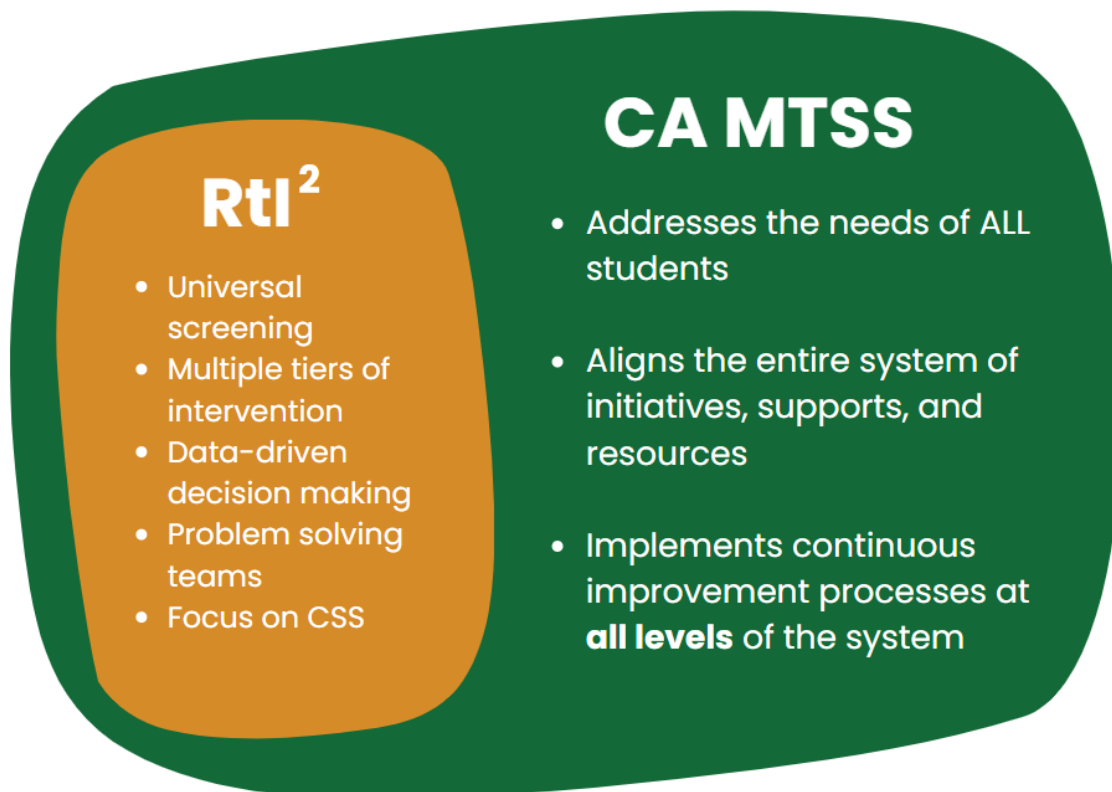 RtI²
• Universal
screening
• Multiple tiers of
intervention
• Data-driven
decision making
• Problem solving
teams
• Focus on CSS
CA MTSS
• Addresses the needs of ALL
students
• Aligns the entire system of
initiatives, supports, and
resources
• Implements continuous
improvement processes at
all levels of the system